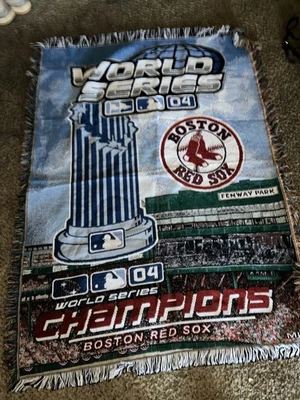 WORLD
SERIES
04
BOSTON
RED SOX
FENWAY PARK
04
WORLD SERIES
CHAMPIONS
BOSTON RED SOX